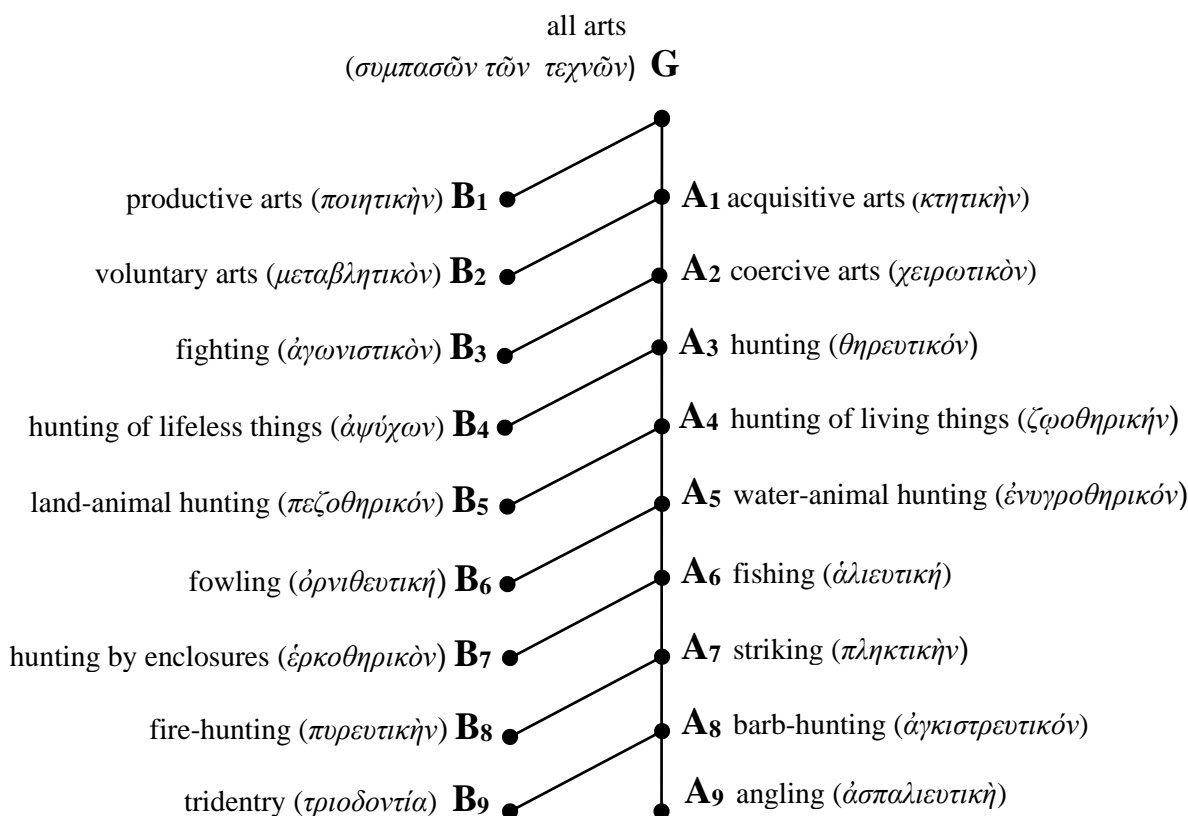 all arts
(συμπασῶν τῶν τεχνῶν) G
productive arts (ποιητικὴν) B1
A1 acquisitive arts (κτητικὴν)
voluntary arts (μεταβλητικὸν) B2
A2 coercive arts (χειρωτικὸν)
fighting (ἀγωνιστικὸν) B3
A3 hunting (θηρευτικόν)
hunting of lifeless things (ἀψύχων) B4
A4 hunting of living things (ζῳοθηρικήν)
land-animal hunting (πεζοθηρικόν) B5
A5 water-animal hunting (ἐνυγροθηρικόν)
fowling (ὀρνιθευτική) B6
A6 fishing (ἁλιευτική)
hunting by enclosures (ἑρκοθηρικὸν) B7
A7 striking (πληκτικὴν)
fire-hunting (πυρευτικὴν) B8
A8 barb-hunting (ἀγκιστρευτικόν)
tridentry (τριοδοντία) B9
A9 angling (ἀσπαλιευτικὴ)